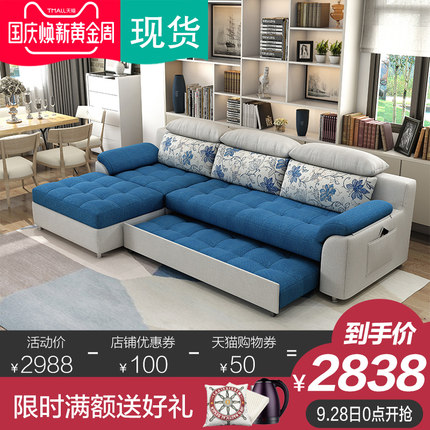 TMALL天猫
国庆焕新黄金周
现货
活动价 店铺优惠券 天猫购物券 到手价
¥2988 - ¥100 - ¥50 = ¥2838
限时满额送好礼
9.28日0点开抢